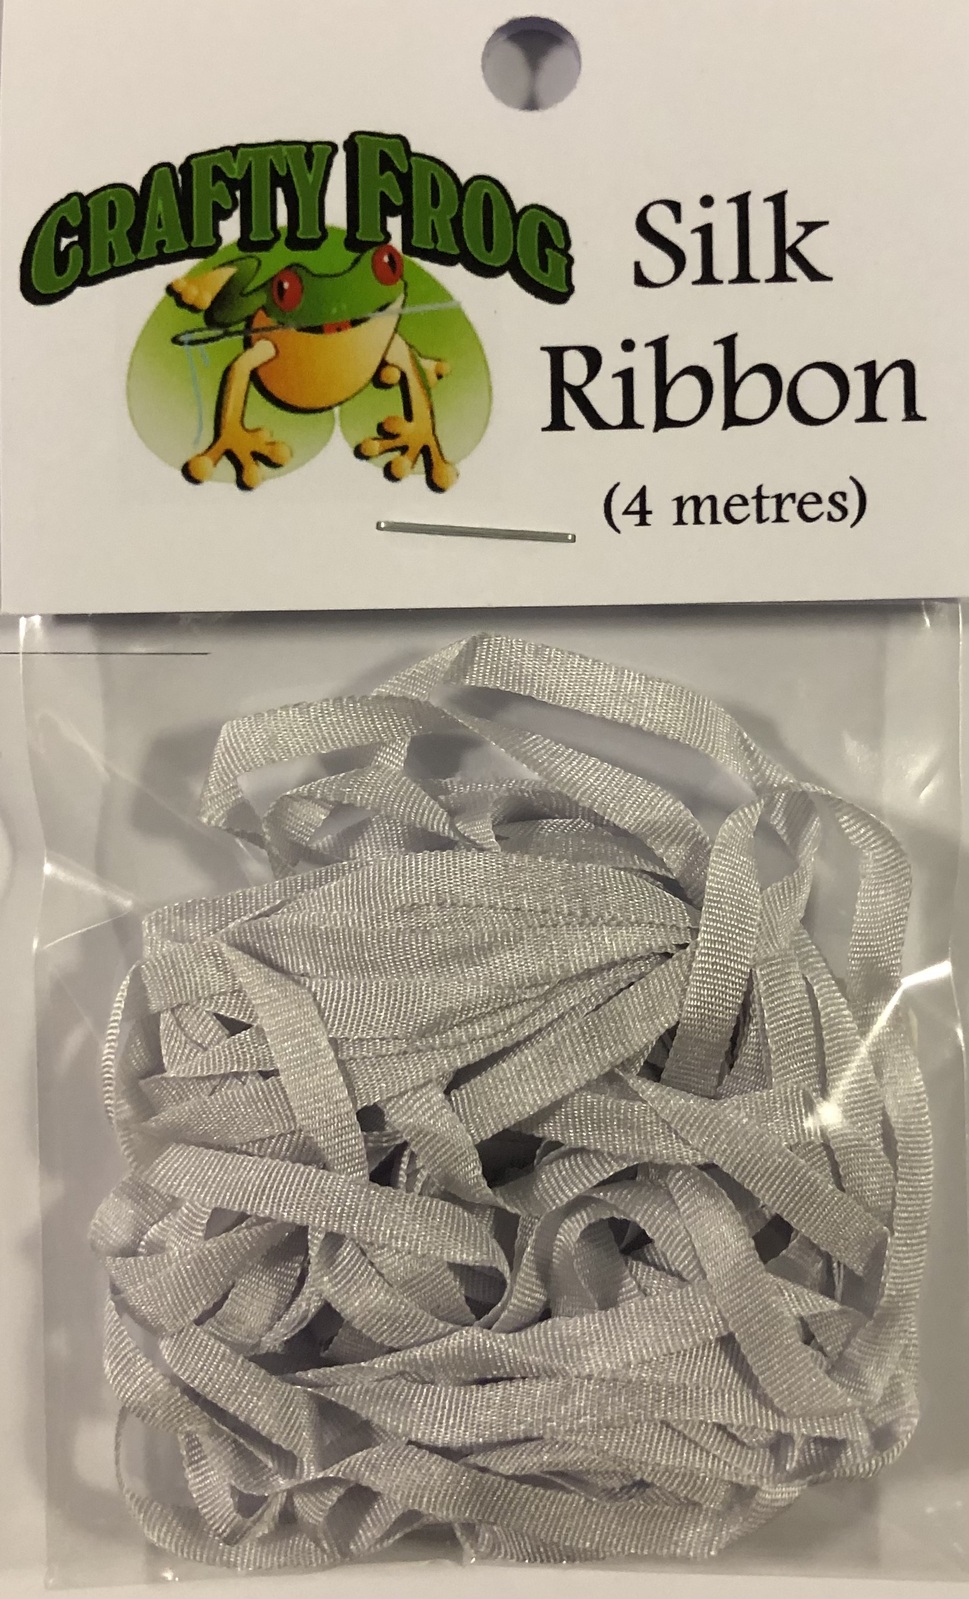 CRAFTY FROG
Silk
Ribbon
(4 metres)